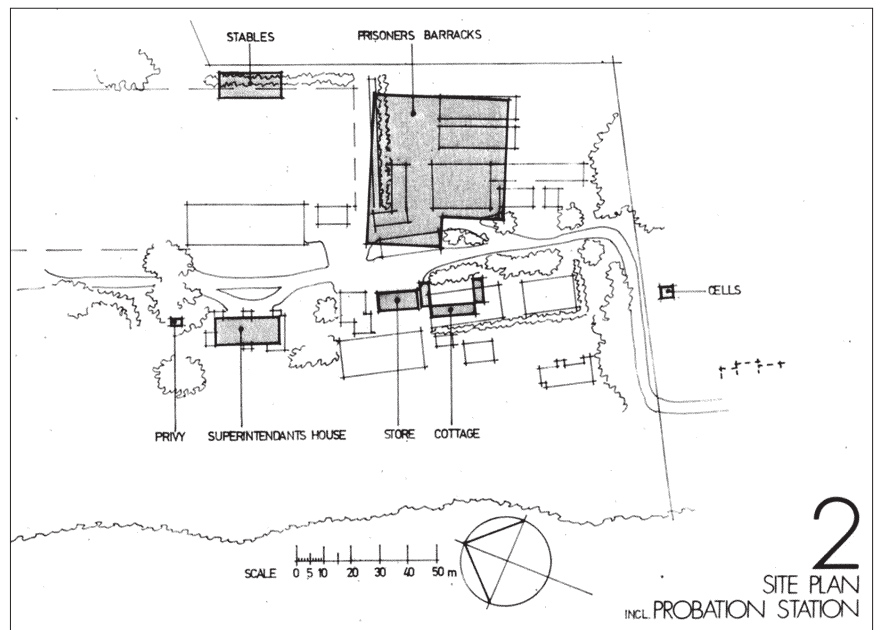 STABLES
PRISONERS BARRACKS
CELLS
PRIVY
SUPERINTENDANTS HOUSE
STORE
COTTAGE
SCALE 0 5 10 20 30 40 50 m
2
SITE PLAN
INCL. PROBATION STATION